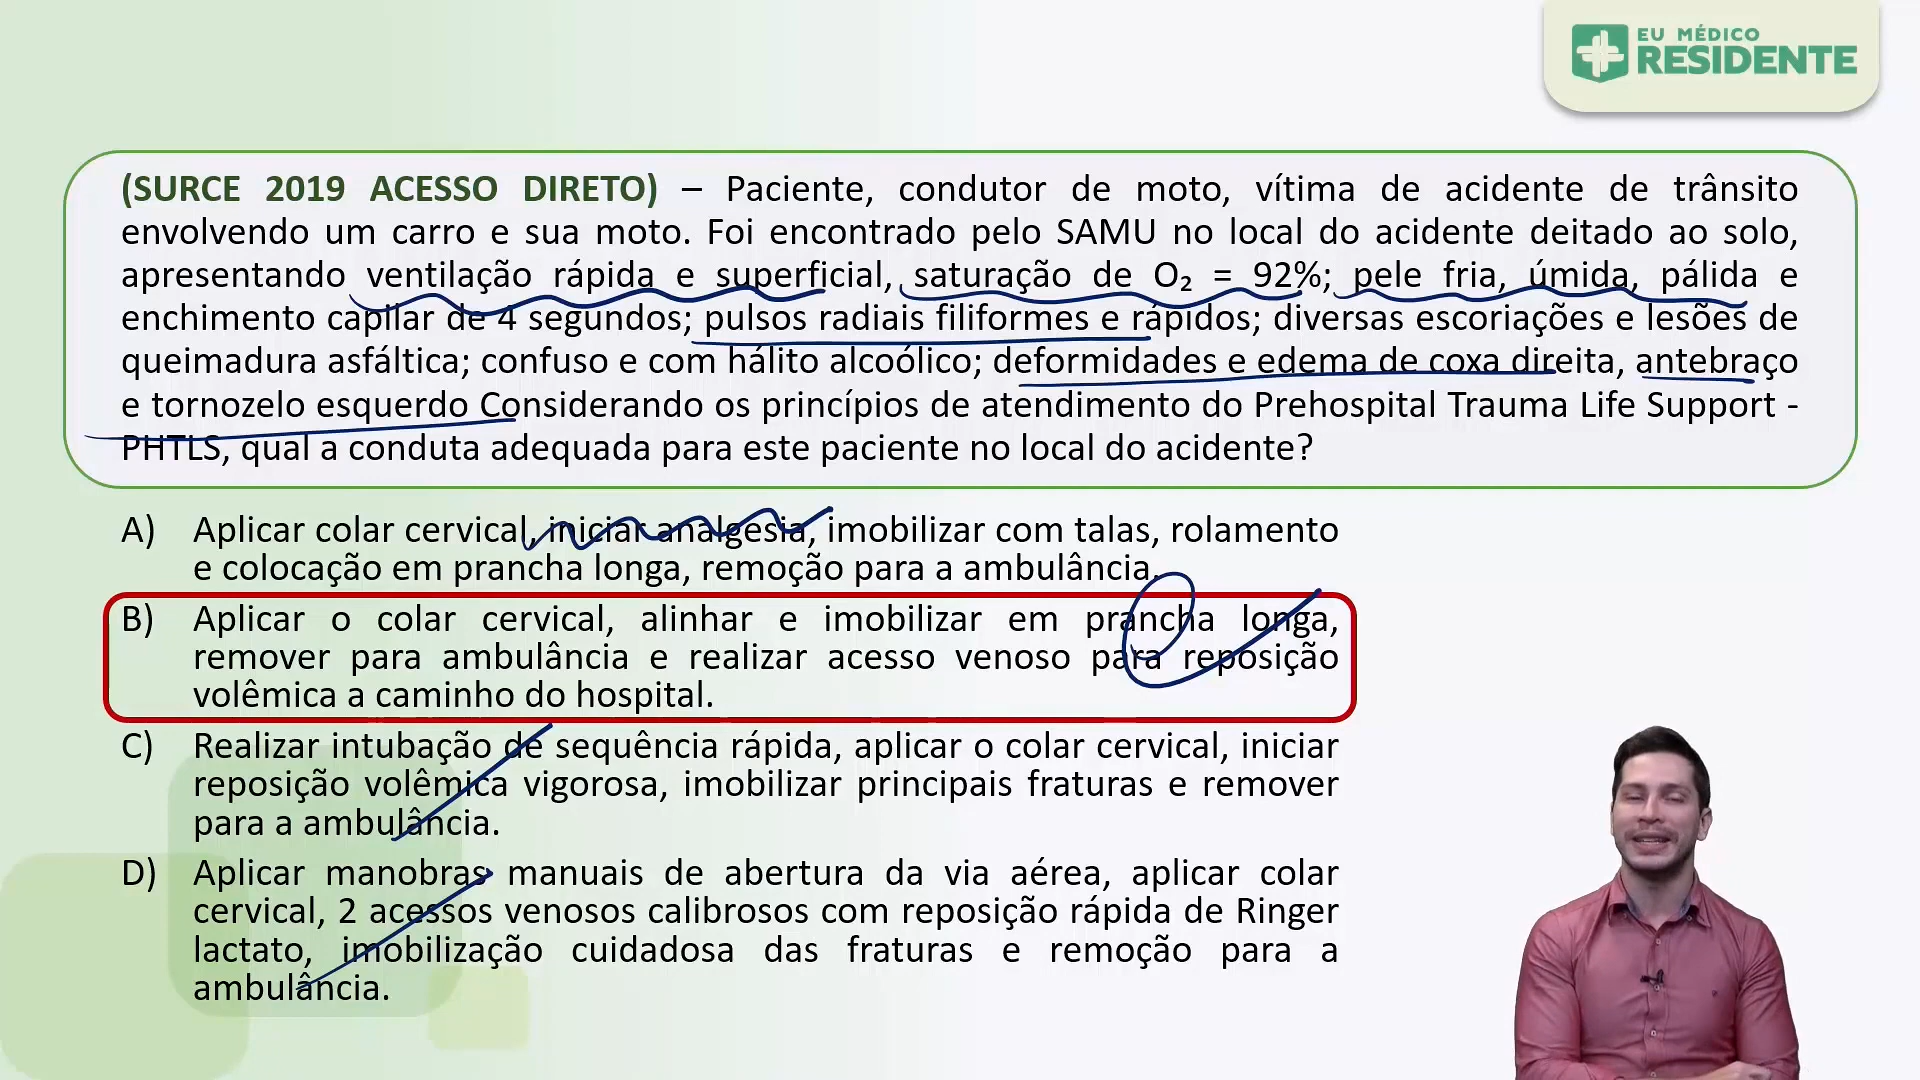 EU MÉDICO
RESIDENTE
(SURCE 2019 ACESSO DIRETO) – Paciente, condutor de moto, vítima de acidente de trânsito
envolvendo um carro e sua moto. Foi encontrado pelo SAMU no local do acidente deitado ao solo,
apresentando ventilação rápida e superficial, saturação de O₂ = 92%; pele fria, úmida, pálida e
enchimento capilar de 4 segundos; pulsos radiais filiformes e rápidos; diversas escoriações e lesões de
queimadura asfáltica; confuso e com hálito alcoólico; deformidades e edema de coxa direita, antebraço
e tornozelo esquerdo Considerando os princípios de atendimento do Prehospital Trauma Life Support -
PHTLS, qual a conduta adequada para este paciente no local do acidente?
A) Aplicar colar cervical, iniciar analgesia, imobilizar com talas, rolamento
e colocação em prancha longa, remoção para a ambulância.
B) Aplicar o colar cervical, alinhar e imobilizar em prancha longa,
remover para ambulância e realizar acesso venoso para reposição
volêmica a caminho do hospital.
C) Realizar intubação de sequência rápida, aplicar o colar cervical, iniciar
reposição volêmica vigorosa, imobilizar principais fraturas e remover
para a ambulância.
D) Aplicar manobras manuais de abertura da via aérea, aplicar colar
cervical, 2 acessos venosos calibrosos com reposição rápida de Ringer
lactato, imobilização cuidadosa das fraturas e remoção para a
ambulância.